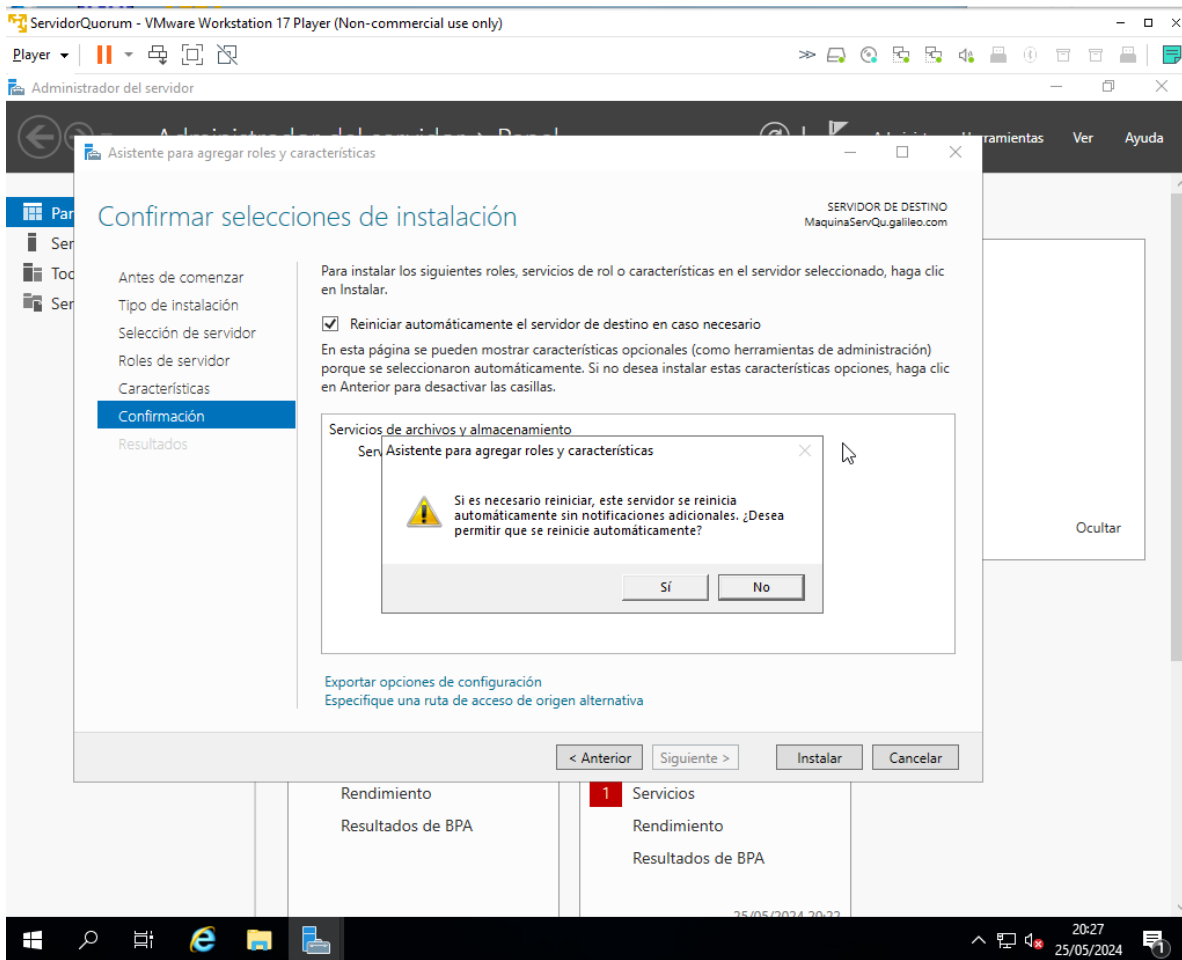 ServidorQuorum - VMware Workstation 17 Player (Non-commercial use only)
Player
Administrador del servidor
Ver
Ayuda
Asistente para agregar roles y características
Confirmar selecciones de instalación
SERVIDOR DE DESTINO
MaquinaServQu.galileo.com
Antes de comenzar
Tipo de instalación
Selección de servidor
Roles de servidor
Características
Confirmación
Resultados
Para instalar los siguientes roles, servicios de rol o características en el servidor seleccionado, haga clic
en Instalar.
Reiniciar automáticamente el servidor de destino en caso necesario
En esta página se pueden mostrar características opcionales (como herramientas de administración)
porque se seleccionaron automáticamente. Si no desea instalar estas características opciones, haga clic
en Anterior para desactivar las casillas.
Servicios de archivos y almacenamiento
Asistente para agregar roles y características
Si es necesario reiniciar, este servidor se reinicia
automáticamente sin notificaciones adicionales. ¿Desea
permitir que se reinicie automáticamente?
Sí
No
Ocultar
Exportar opciones de configuración
Especifique una ruta de acceso de origen alternativa
< Anterior
Siguiente >
Instalar
Cancelar
Rendimiento
Resultados de BPA
1 Servicios
Rendimiento
Resultados de BPA
25/05/2024 20:22
20:27
25/05/2024
1